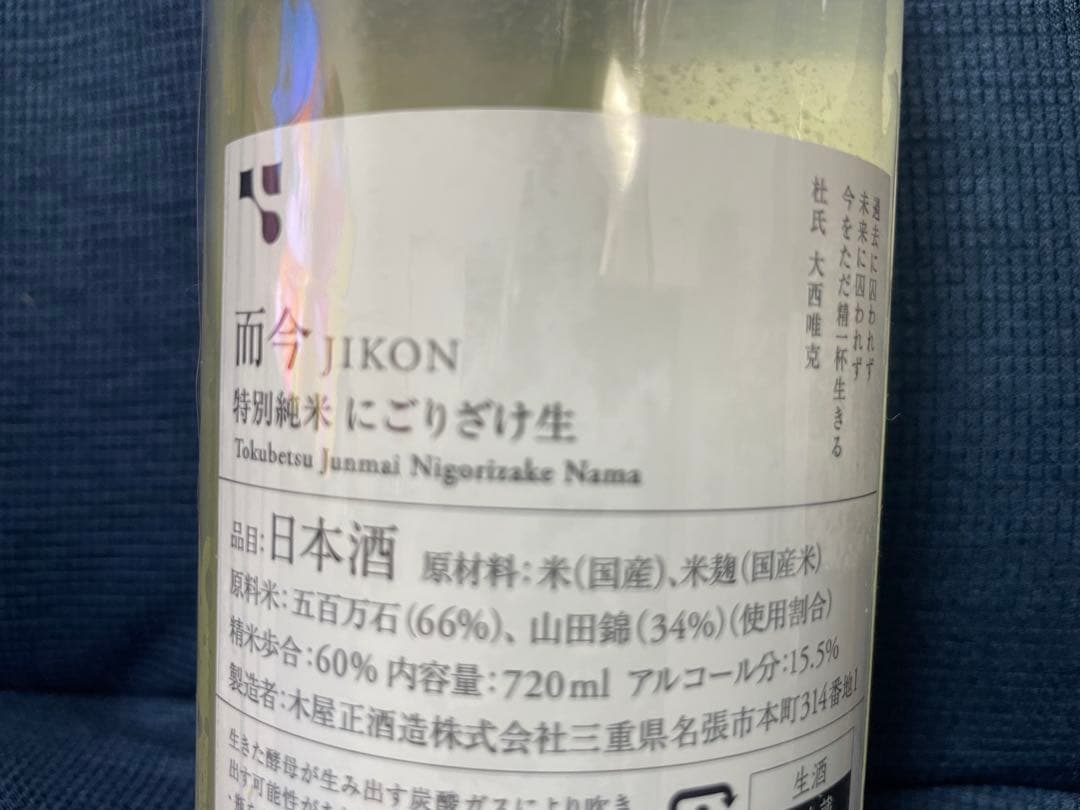 過去に囚われず
未来に囚われず
今をただ精一杯生きる
杜氏 大西唯克
而今 JIKON
特別純米 にごりざけ生
Tokubetsu Junmai Nigorizake Nama
品目:日本酒 原材料:米(国産)、米麹(国産米)
原料米:五百万石(66%)、山田錦(34%)(使用割合)
精米歩合:60% 内容量:720ml アルコール分:15.5%
製造者:木屋正酒造株式会社三重県名張市本町314番地1
生きた酵母が生み出す炭酸ガスにより吹き
出す可能性があ
生酒